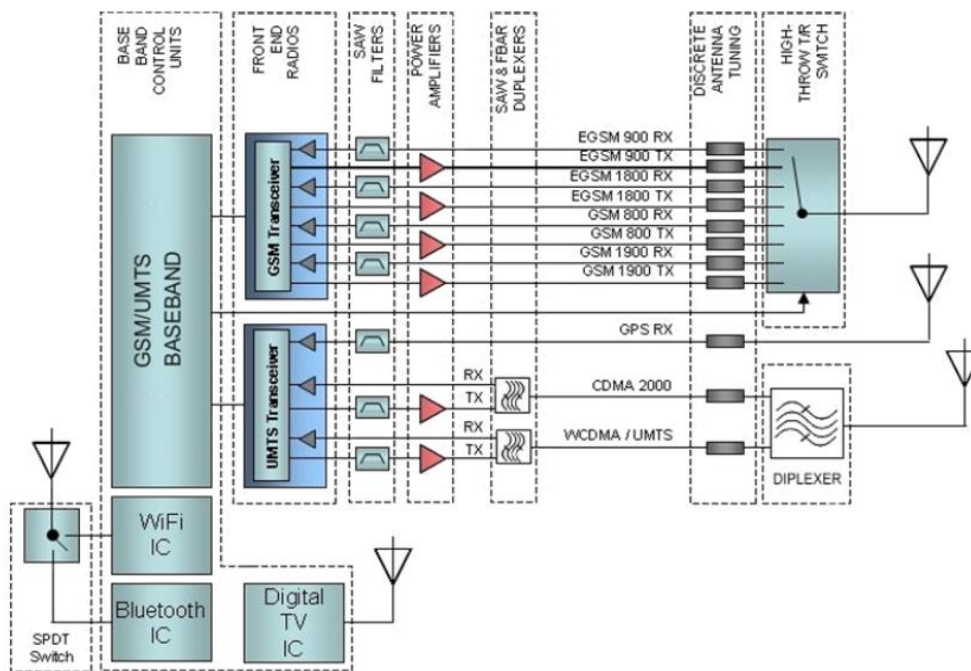 BASE
BAND
CONTROL
UNITS
FRONT
END
RADIOS
SAW
FILTERS
POWER
AMPLIFIERS
SAW & FBAR
DUPLEXERS
DISCRETE
ANTENNA
TUNING
HIGH-
THROW T/R
SWITCH
GSM/UMTS
BASEBAND
GSM Transceiver
UMTS Transceiver
EGSM 900 RX
EGSM 900 TX
EGSM 1800 RX
EGSM 1800 TX
GSM 800 RX
GSM 800 TX
GSM 1900 RX
GSM 1900 TX
GPS RX
RX
TX
CDMA 2000
RX
TX
WCDMA / UMTS
DIPLEXER
WiFi
IC
Bluetooth
IC
Digital
TV
IC
SPDT
Switch